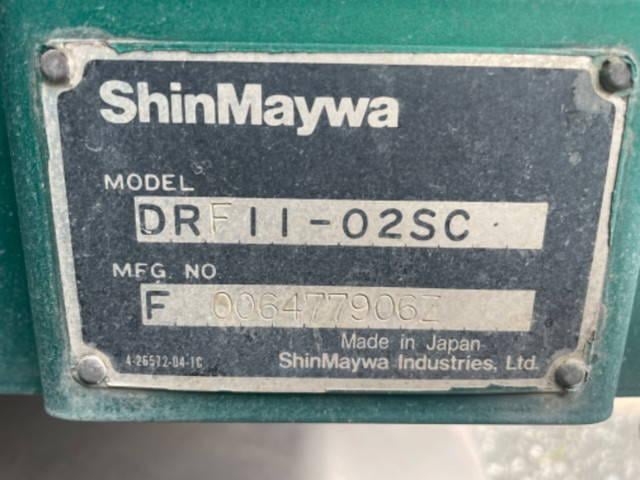 ShinMaywa
MODEL
DRF11-02SC
MFG. NO.
F 006477906Z
Made in Japan
4-26572-04-1C
ShinMaywa Industries, Ltd.